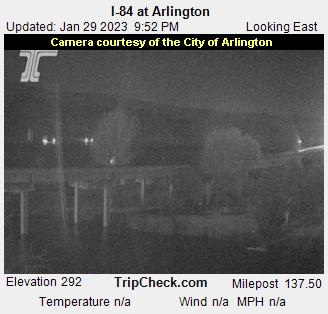 I-84 at Arlington
Updated: Jan 29 2023 9:52 PM Looking East
Camera courtesy of the City of Arlington
Elevation 292 TripCheck.com Milepost 137.50
Temperature n/a Wind n/a MPH n/a